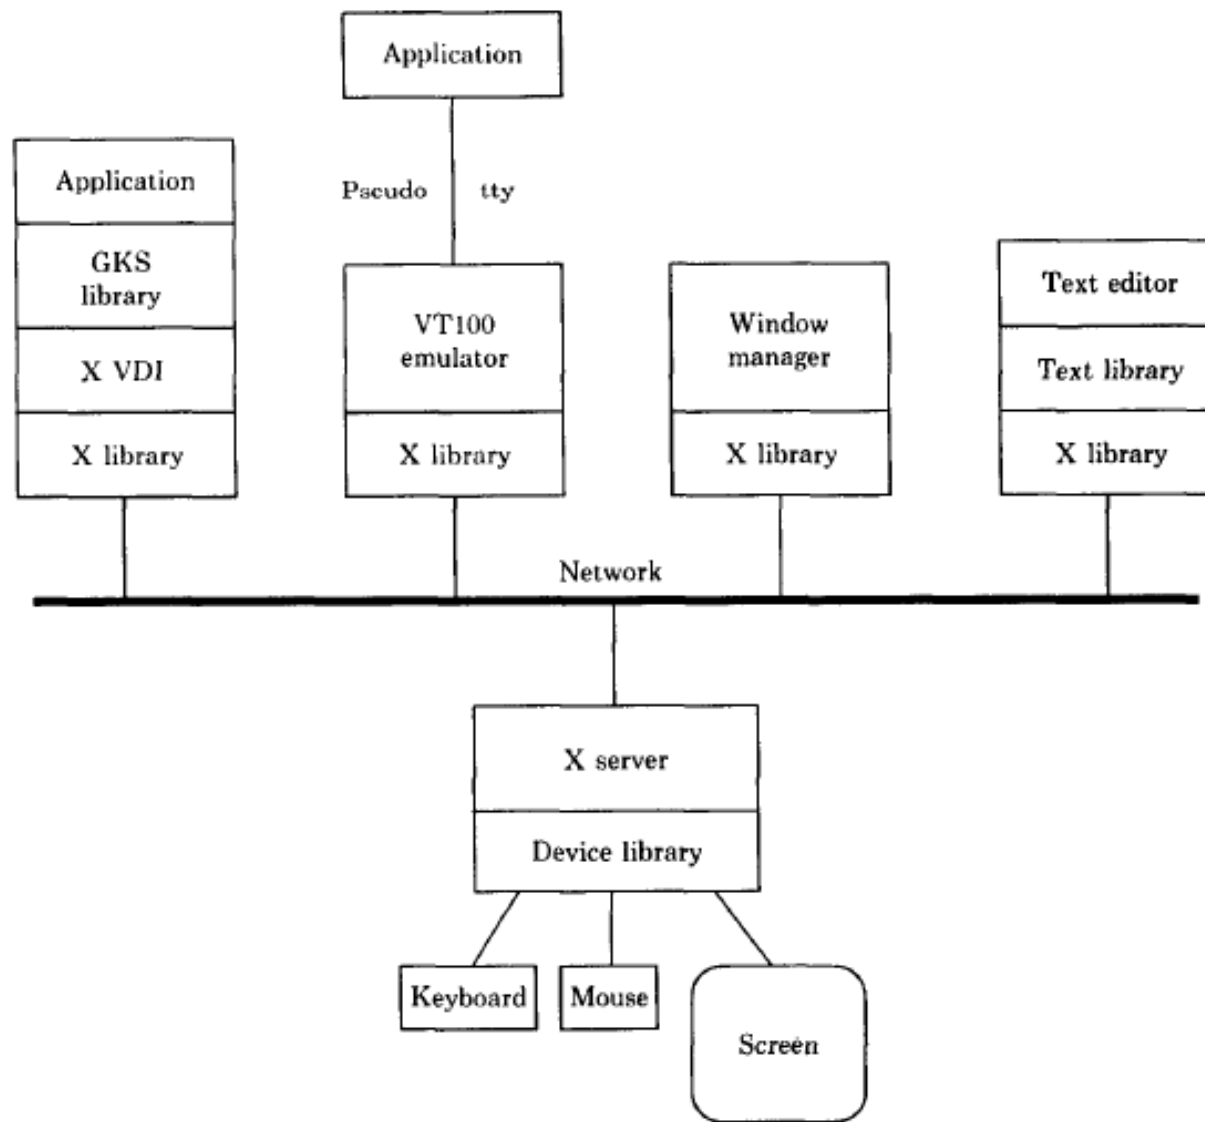 Application
Pseudo tty
Application
GKS
library
X VDI
X library
VT100
emulator
X library
Window
manager
X library
Text editor
Text library
X library
Network
X server
Device library
Keyboard
Mouse
Screen